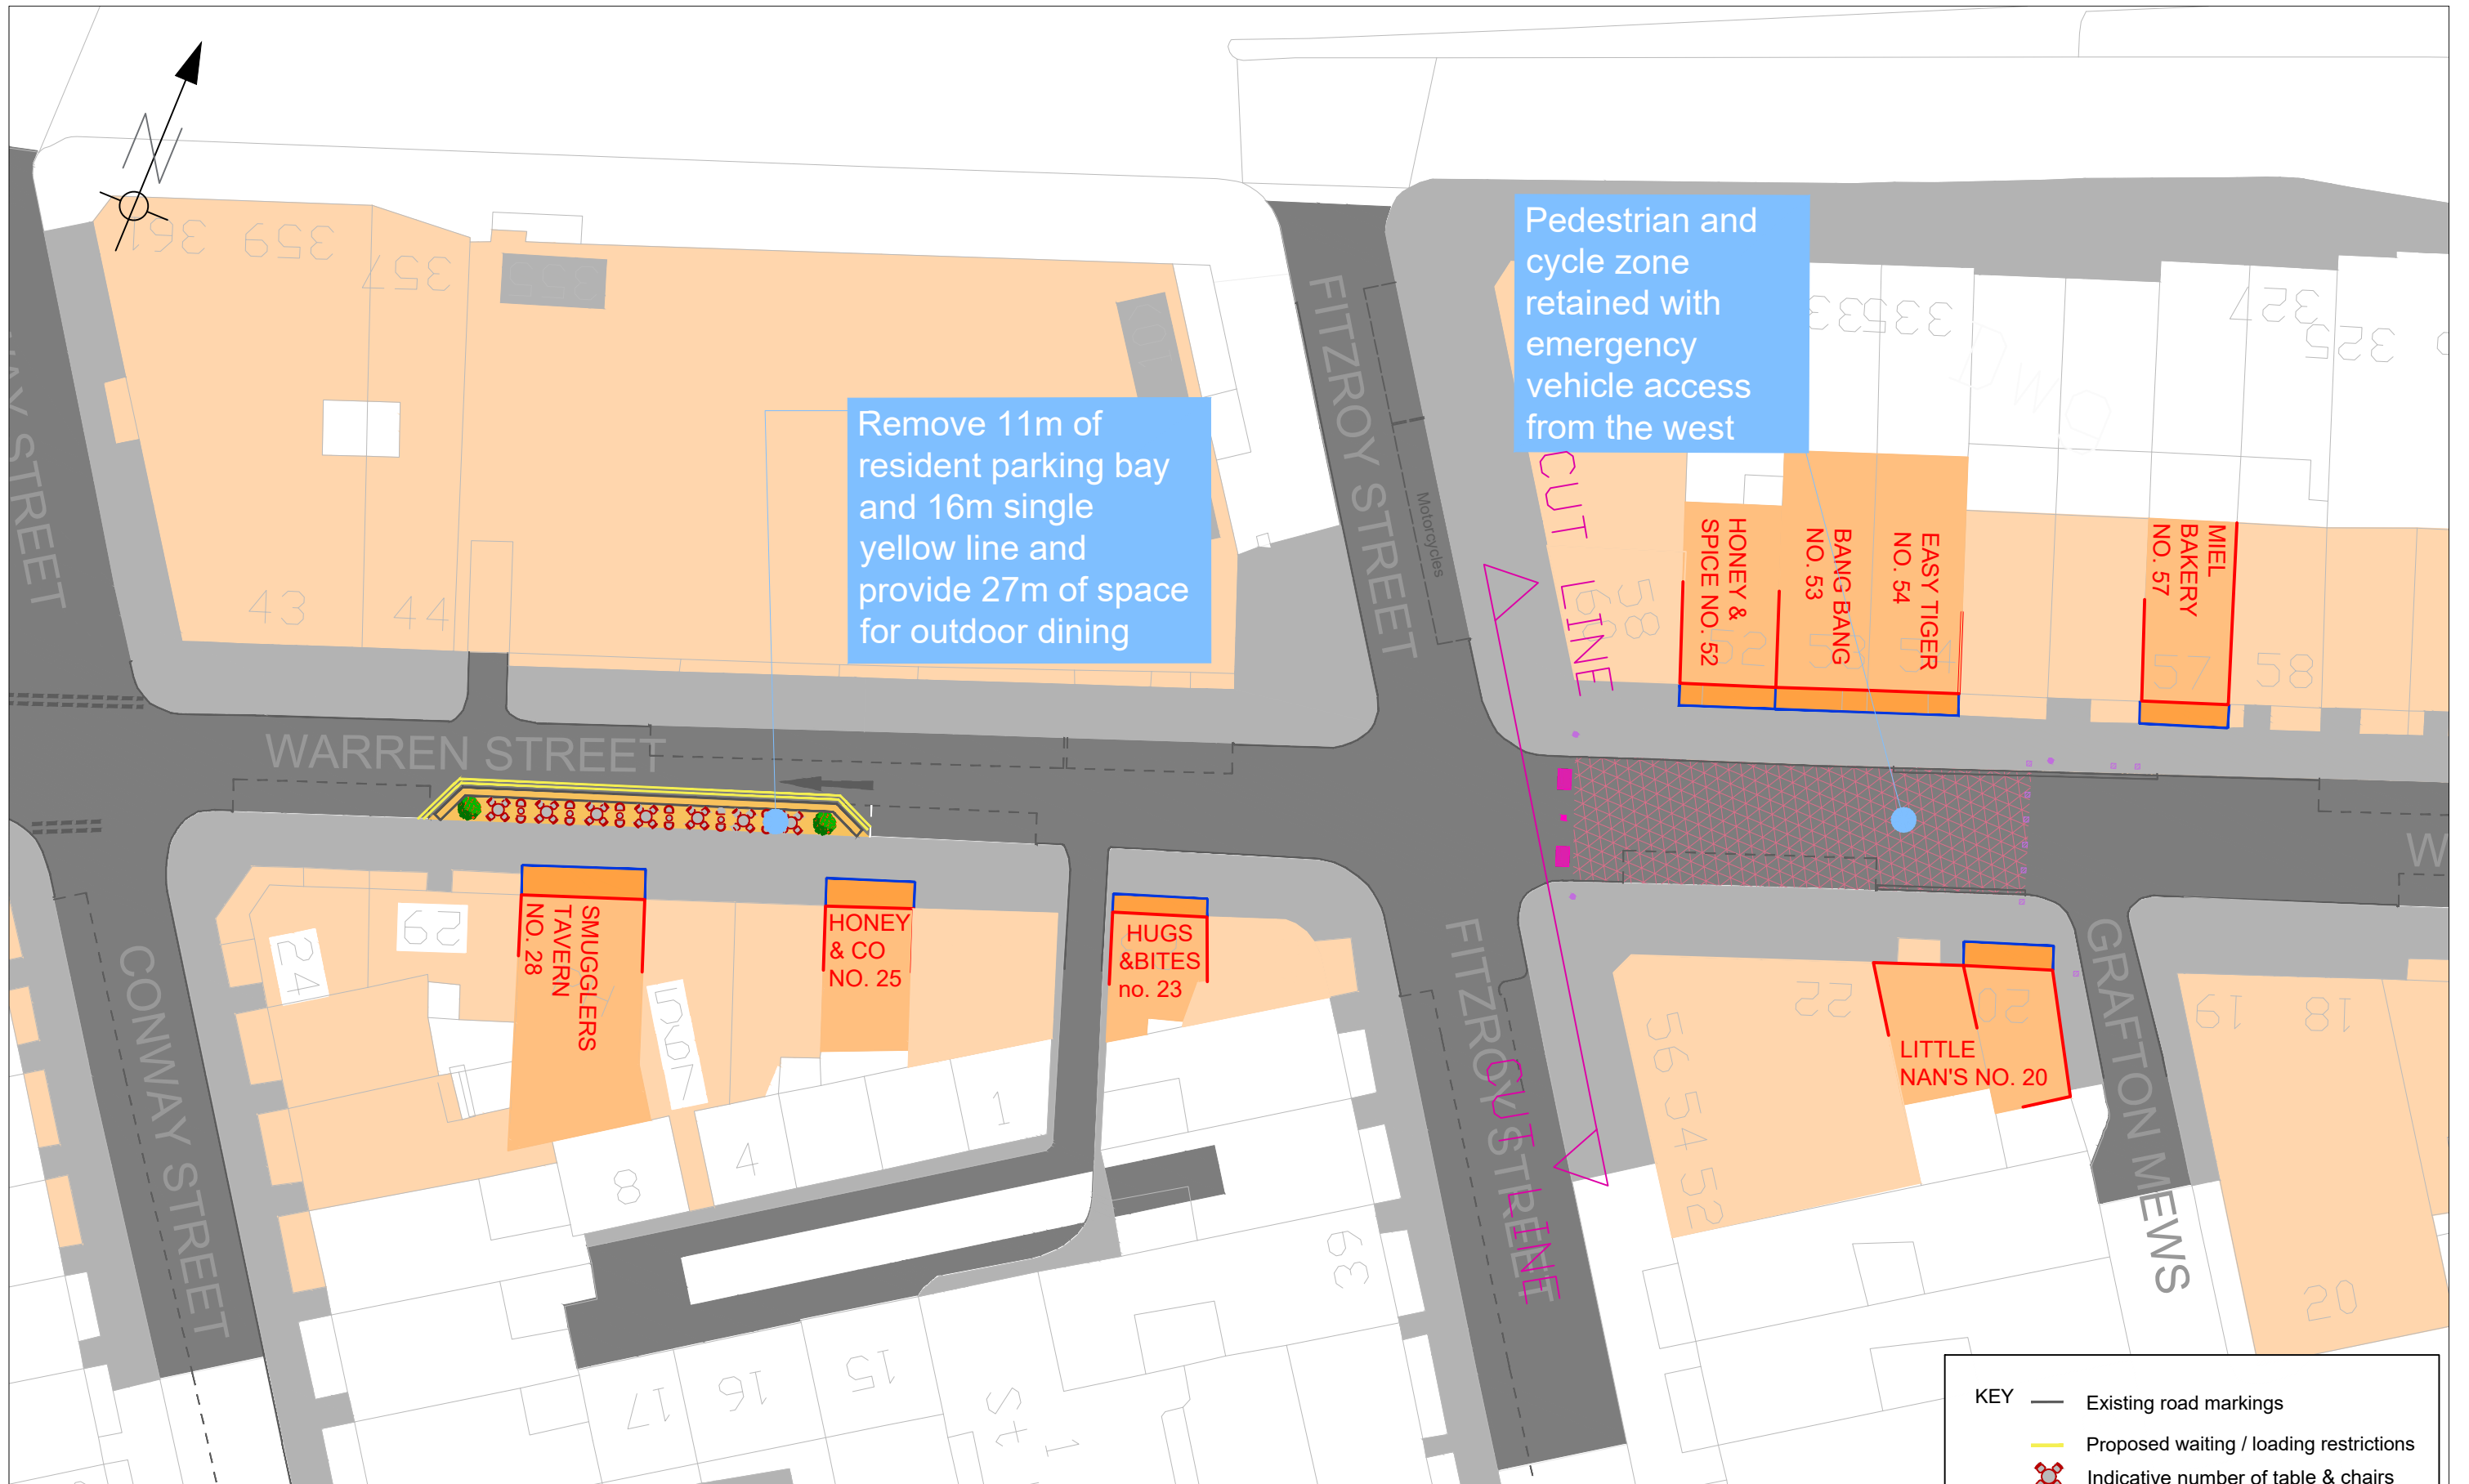 361 359 357
355
Pedestrian and
cycle zone
retained with
emergency
vehicle access
from the west
327
325
Remove 11m of
resident parking bay
and 16m single
yellow line and
provide 27m of space
for outdoor dining
FITZROY STREET
Motorcycles
CUT LINE
HONEY &
SPICE NO. 52
BANG BANG
NO. 53
EASY TIGER
NO. 54
MIEL
BAKERY
NO. 57
43
44
52
57
58
STREET
WARREN STREET
SMUGGLERS
TAVERN
NO. 28
HONEY
& CO
NO. 25
HUGS
&BITES
no. 23
24
29
CONWAY STREET
FITZROY STREET
CUT LINE
22
20
LITTLE
NAN'S NO. 20
GRAFTON MEWS
19
18
56 54 52
8
4
1
20
17
16
15
KEY
Existing road markings
Proposed waiting / loading restrictions
Indicative number of table & chairs